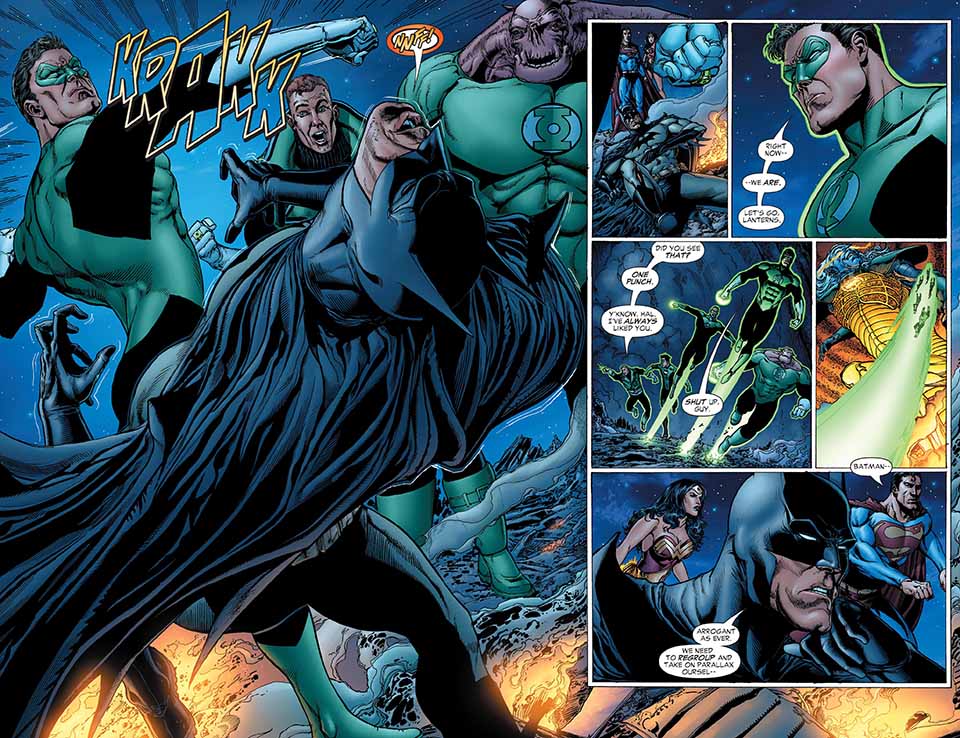 KRAKK
NNFF!
RIGHT
NOW--
--WE ARE.
LET'S GO,
LANTERNS.
DID YOU SEE
THAT?
ONE
PUNCH.
Y'KNOW, HAL,
I'VE ALWAYS
LIKED YOU.
SHUT UP,
GUY.
BATMAN--
ARROGANT
AS EVER.
WE NEED
TO REGROUP AND
TAKE ON PARALLAX
OURSEL--